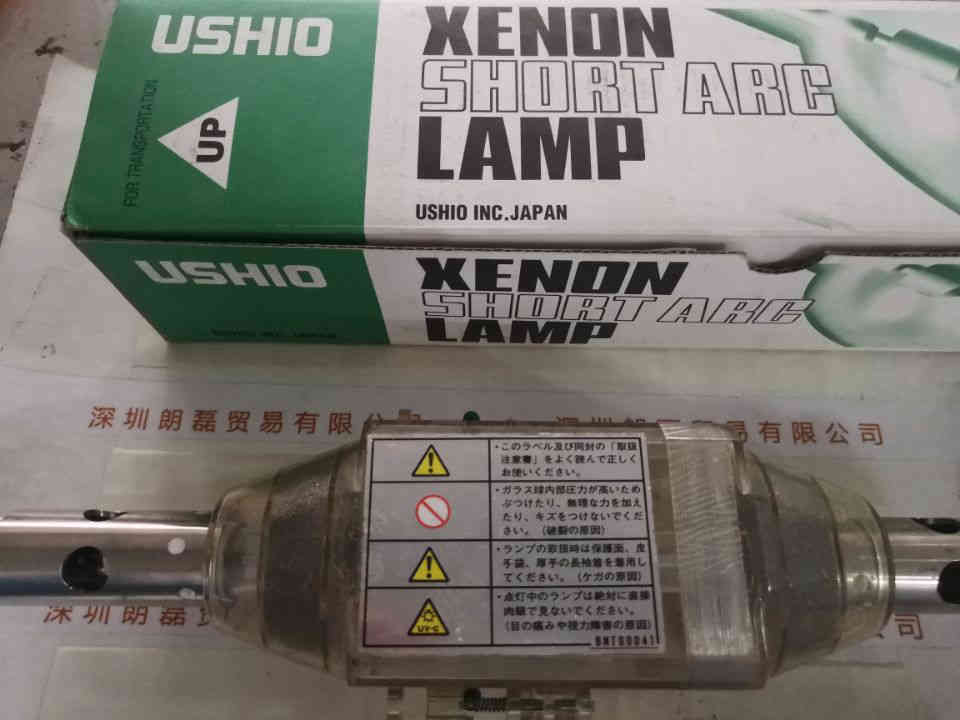 USHIO
XENON
SHORT ARC
LAMP
FOR TRANSPORTATION
UP
USHIO INC. JAPAN
USHIO
XENON
SHORT ARC
LAMP
深圳朗磊贸易有限公司
深圳朗磊贸易有限公司
・このラベル及び同封の「取扱
注意書」をよく読んで正しく
お使いください。
・ガラス球内部圧力が高いため
ぶつけたり、無理な力を加え
たり、キズをつけないでくだ
さい。(破裂の原因)
・ランプの取扱時は保護面、皮
手袋、厚手の長袖着を着用し
てください。(ケガの原因)
・点灯中のランプは絶対に直接
肉眼で見ないでください。
(目の痛みや視力障害の原因)
UV-C
深圳朗磊
司